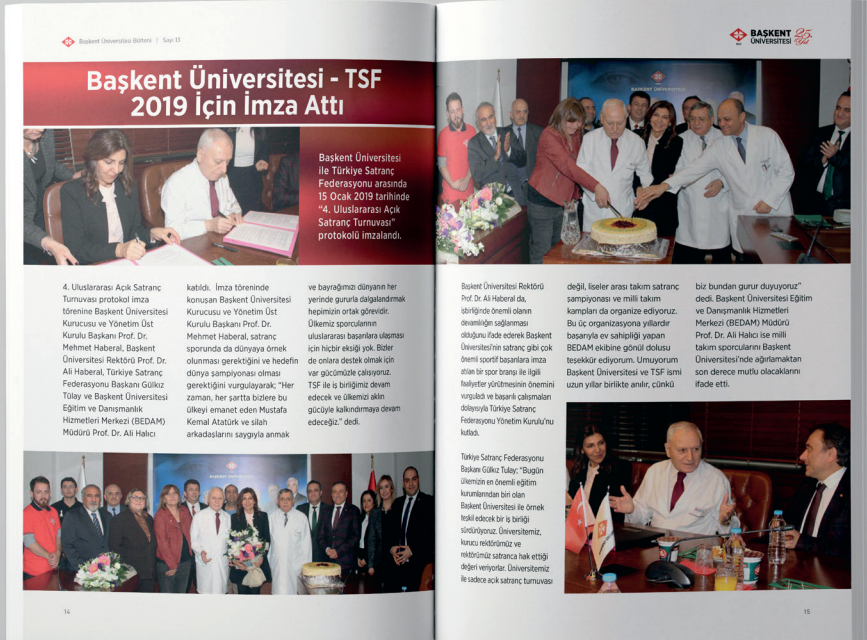 Başkent Üniversitesi Bülteni | Sayı 13
Başkent Üniversitesi - TSF
2019 İçin İmza Attı
Başkent Üniversitesi
ile Türkiye Satranç
Federasyonu arasında
15 Ocak 2019 tarihinde
“4. Uluslararası Açık
Satranç Turnuvası”
protokolü imzalandı.
4. Uluslararası Açık Satranç
Turnuvası protokol imza
törenine Başkent Üniversitesi
Kurucusu ve Yönetim Üst
Kurulu Başkanı Prof. Dr.
Mehmet Haberal, Başkent
Üniversitesi Rektörü Prof. Dr.
Ali Haberal, Türkiye Satranç
Federasyonu Başkanı Gülkız
Tülay ve Başkent Üniversitesi
Eğitim ve Danışmanlık
Hizmetleri Merkezi (BEDAM)
Müdürü Prof. Dr. Ali Halıcı
katıldı. İmza töreninde
konuşan Başkent Üniversitesi
Kurucu ve Yönetim Üst
Kurulu Başkanı Prof. Dr.
Mehmet Haberal, satranç
sporunda da dünyaya örnek
olunması gerektiğini ve hedefin
dünya şampiyonu olması
gerektiğini vurgulayarak; “Her
zaman, her şartta bizlere bu
ülkeyi emanet eden Mustafa
Kemal Atatürk ve silah
arkadaşlarını saygıyla anmak
ve bayrağımızı dünyanın her
yerinde gururla dalgalandırmak
hepimizin ortak görevidir.
Ülkemiz sporcularının
uluslararası başarılara ulaşması
için hiçbir eksiği yok. Bizler
de onlara destek olmak için
var gücümüzle çalışıyoruz.
TSF ile iş birliğimiz devam
edecek ve ülkemizi aklın
gücüyle kalkındırmaya devam
edeceğiz.” dedi.
14
BAŞKENT
ÜNİVERSİTESİ
25.
Yıl
BAŞKENT ÜNİVERSİTESİ
Başkent Üniversitesi Rektörü
Prof. Dr. Ali Haberal da,
işbirliğinde önemli olanın
devamlılığın sağlanması
olduğunu ifade ederek Başkent
Üniversitesi'nin satranç gibi çok
önemli sportif başarılara imza
atılan bir spor branşı ile ilgili
faaliyetler yürütmesinin önemini
vurguladı ve başarılı çalışmaları
dolayısıyla Türkiye Satranç
Federasyonu Yönetim Kurulu'nu
kutladı.
Türkiye Satranç Federasyonu
Başkanı Gülkız Tulay; “Bugün
ülkemizin en önemli eğitim
kurumlarından biri olan
Başkent Üniversitesi ile örnek
teşkil edecek bir iş birliği
sürdürüyoruz. Üniversitemiz,
kurucu rektörümüz ve
rektörümüz satranca hak ettiği
değeri veriyorlar. Üniversitemiz
ile sadece açık satranç turnuvası
değil, liseler arası takım satranç
şampiyonası ve milli takım
kampları da organize ediyoruz.
Bu üç organizasyona yıllardır
başarıyla ev sahipliği yapan
BEDAM ekibine gönül dolusu
teşekkür ediyorum. Umuyorum
Başkent Üniversitesi ve TSF ismi
uzun yıllar birlikte anılır, çünkü
biz bundan gurur duyuyoruz”
dedi. Başkent Üniversitesi Eğitim
ve Danışmanlık Hizmetleri
Merkezi (BEDAM) Müdürü
Prof. Dr. Ali Halıcı ise milli
takım sporcularını Başkent
Üniversitesi'nde ağırlamaktan
son derece mutlu olacaklarını
ifade etti.
15